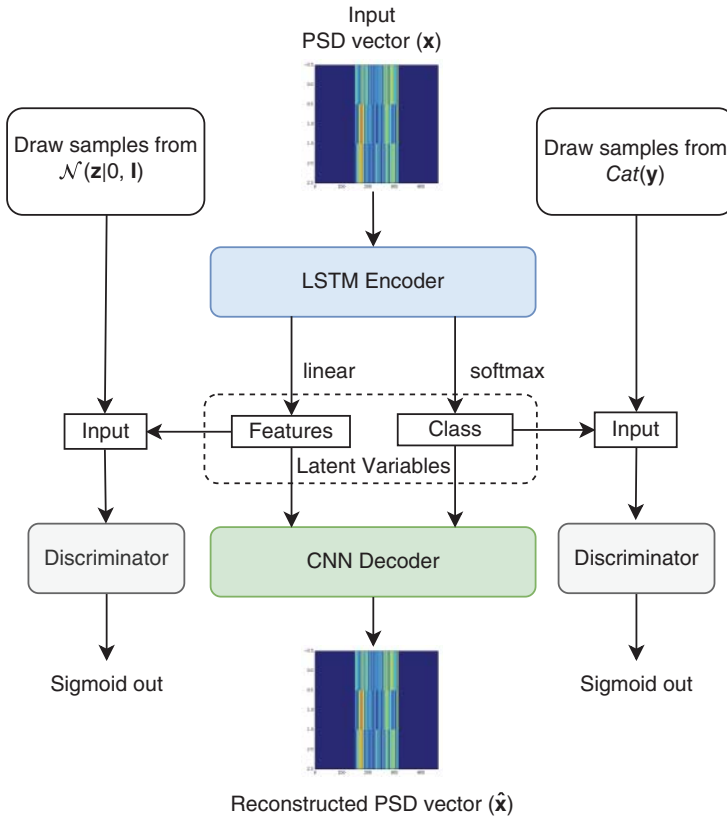 Input
PSD vector (x)
Draw samples from
𝒩(z|0, I)
Draw samples from
Cat(y)
LSTM Encoder
linear
softmax
Input
Features
Class
Input
Latent Variables
Discriminator
CNN Decoder
Discriminator
Sigmoid out
Sigmoid out
Reconstructed PSD vector (x̂)